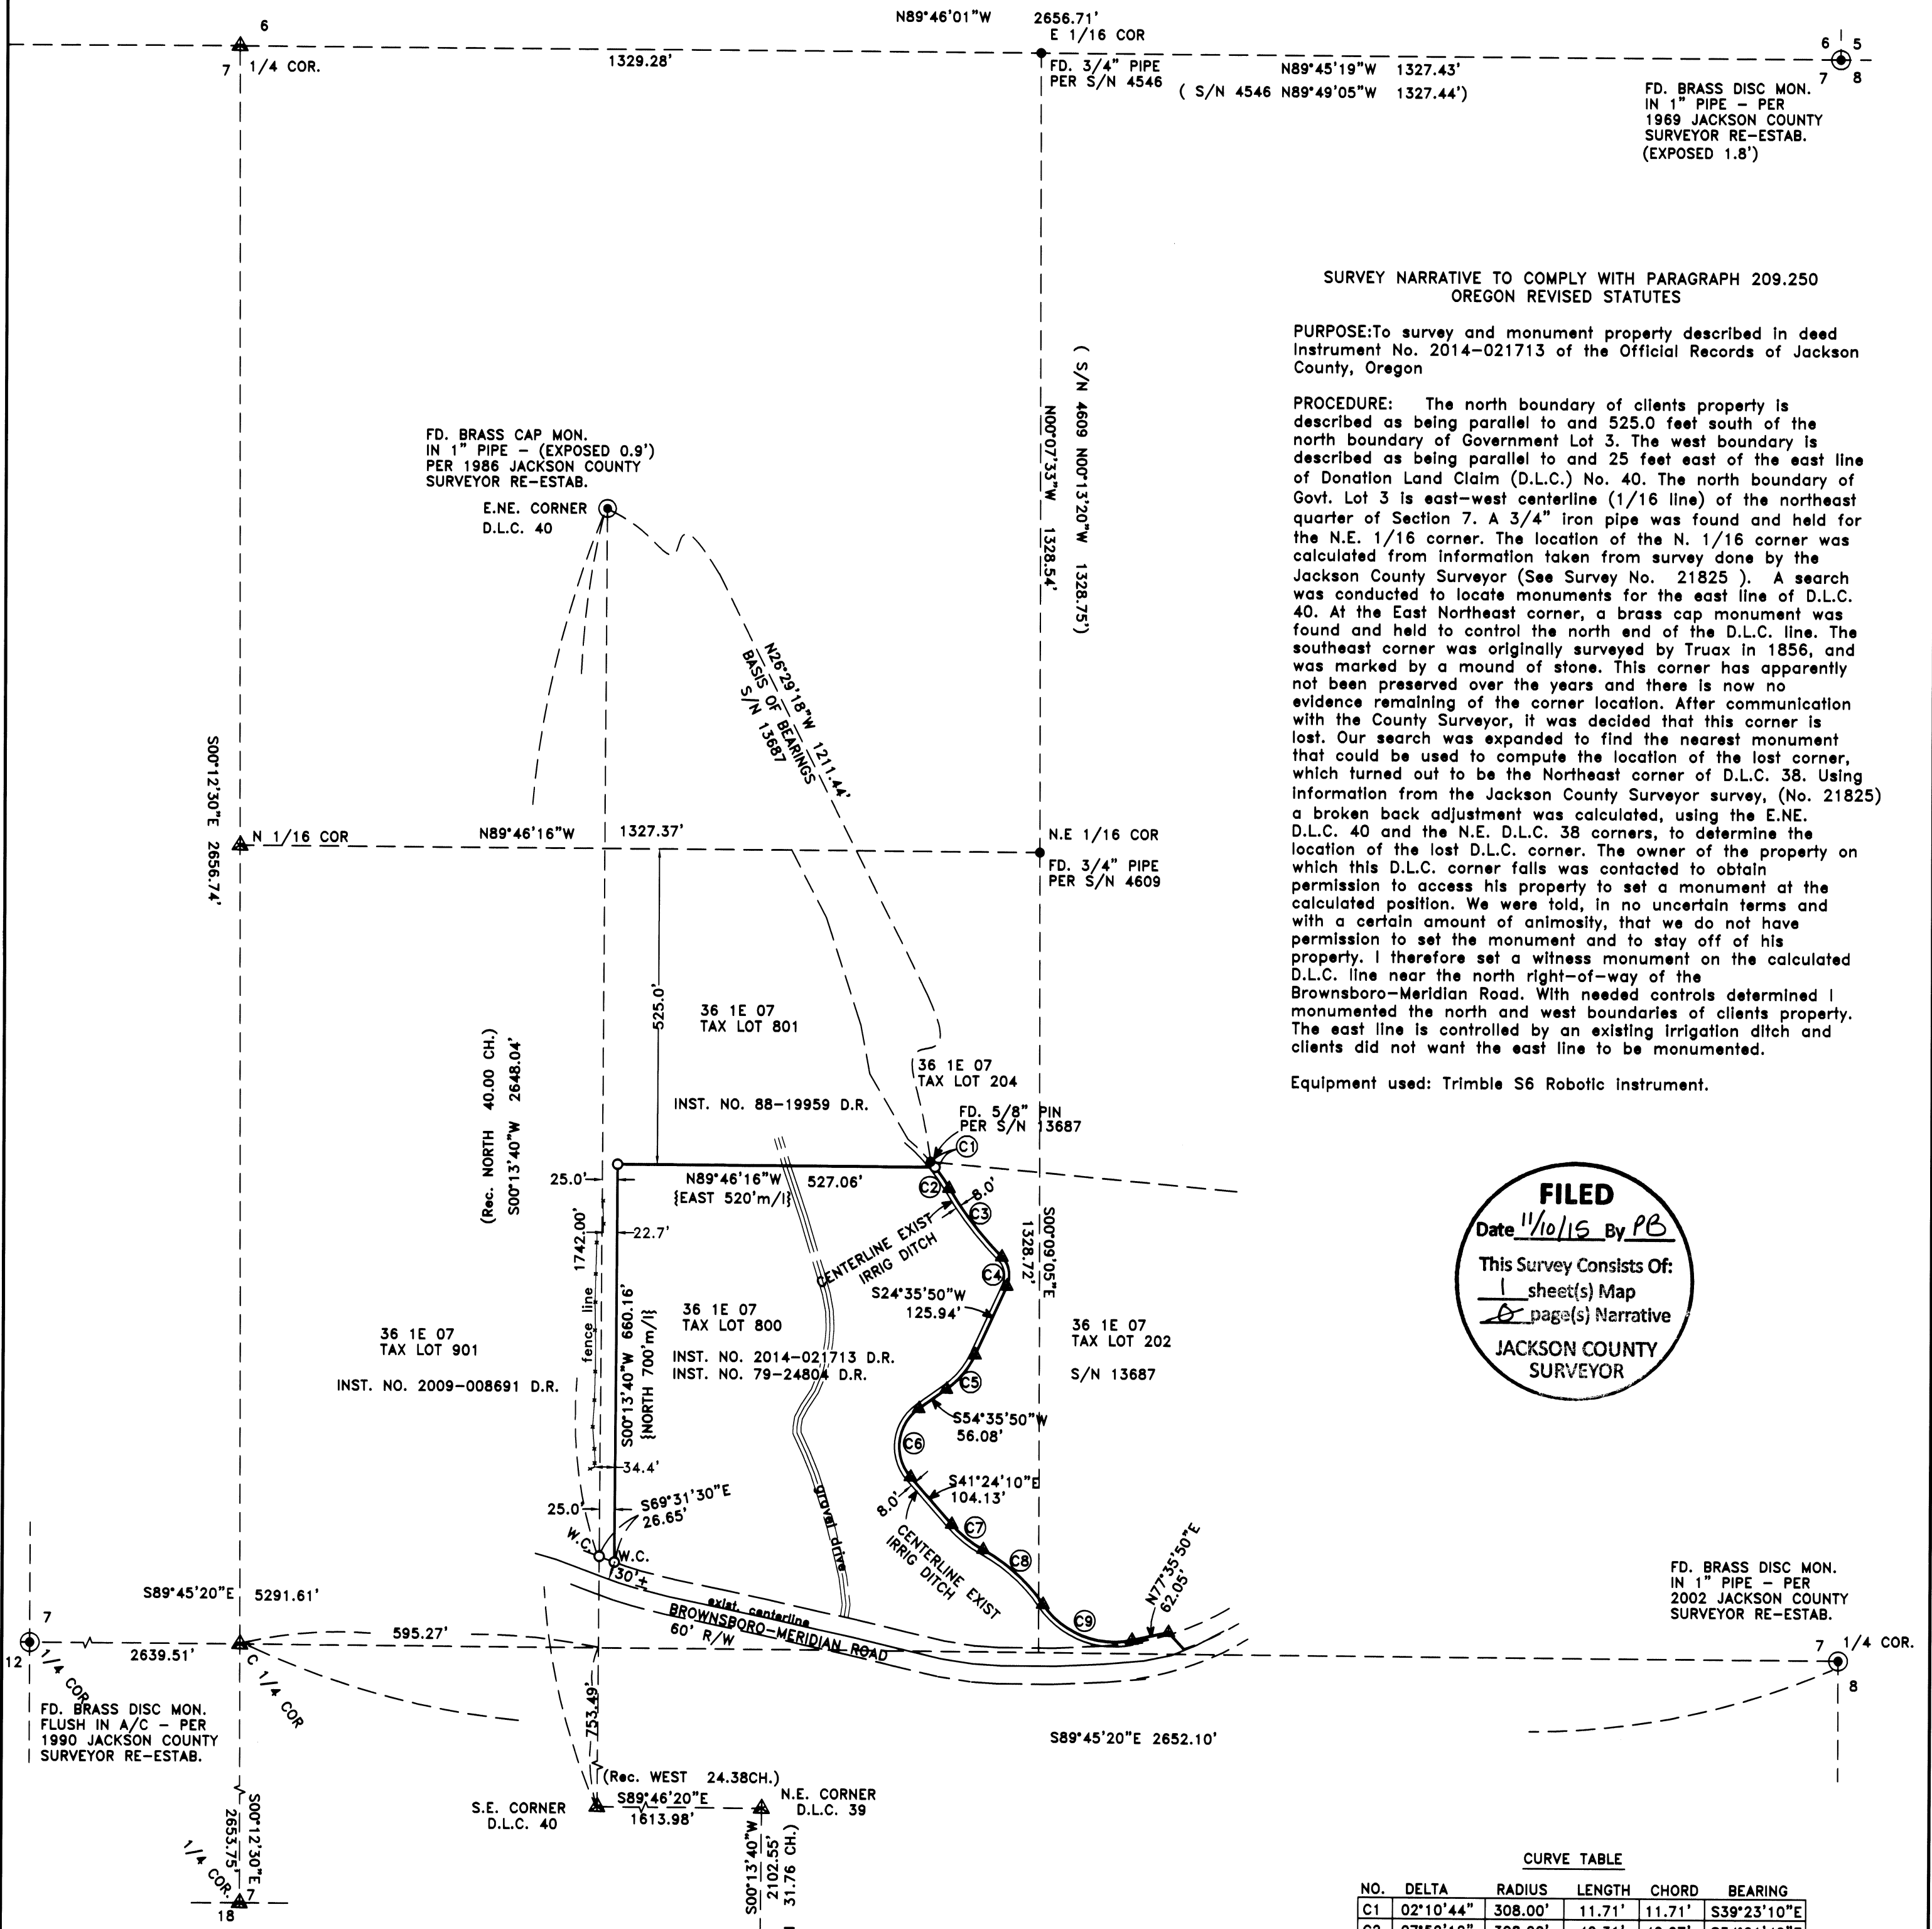 N89°46'01"W 2656.71'
6
E 1/16 COR
6 5
7 1/4 COR.
1329.28'
FD. 3/4" PIPE
PER S/N 4546
N89°45'19"W 1327.43'
( S/N 4546 N89°49'05"W 1327.44')
7 8
FD. BRASS DISC MON.
IN 1" PIPE – PER
1969 JACKSON COUNTY
SURVEYOR RE-ESTAB.
(EXPOSED 1.8')
SURVEY NARRATIVE TO COMPLY WITH PARAGRAPH 209.250
OREGON REVISED STATUTES
PURPOSE:To survey and monument property described in deed
Instrument No. 2014-021713 of the Official Records of Jackson
County, Oregon
PROCEDURE: The north boundary of clients property is
described as being parallel to and 525.0 feet south of the
north boundary of Government Lot 3. The west boundary is
described as being parallel to and 25 feet east of the east line
of Donation Land Claim (D.L.C.) No. 40. The north boundary of
Govt. Lot 3 is east-west centerline (1/16 line) of the northeast
quarter of Section 7. A 3/4" iron pipe was found and held for
the N.E. 1/16 corner. The location of the N. 1/16 corner was
calculated from information taken from survey done by the
Jackson County Surveyor (See Survey No. 21825 ). A search
was conducted to locate monuments for the east line of D.L.C.
40. At the East Northeast corner, a brass cap monument was
found and held to control the north end of the D.L.C. line. The
southeast corner was originally surveyed by Truax in 1856, and
was marked by a mound of stone. This corner has apparently
not been preserved over the years and there is now no
evidence remaining of the corner location. After communication
with the County Surveyor, it was decided that this corner is
lost. Our search was expanded to find the nearest monument
that could be used to compute the location of the lost corner,
which turned out to be the Northeast corner of D.L.C. 38. Using
information from the Jackson County Surveyor survey, (No. 21825)
a broken back adjustment was calculated, using the E.NE.
D.L.C. 40 and the N.E. D.L.C. 38 corners, to determine the
location of the lost D.L.C. corner. The owner of the property on
which this D.L.C. corner falls was contacted to obtain
permission to access his property to set a monument at the
calculated position. We were told, in no uncertain terms and
with a certain amount of animosity, that we do not have
permission to set the monument and to stay off of his
property. I therefore set a witness monument on the calculated
D.L.C. line near the north right-of-way of the
Brownsboro-Meridian Road. With needed controls determined I
monumented the north and west boundaries of clients property.
The east line is controlled by an existing irrigation ditch and
clients did not want the east line to be monumented.
Equipment used: Trimble S6 Robotic instrument.
( S/N 4609 N00°13'20"W 1328.75')
N00°07'33"W 1328.54'
FD. BRASS CAP MON.
IN 1" PIPE – (EXPOSED 0.9')
PER 1986 JACKSON COUNTY
SURVEYOR RE-ESTAB.
E.NE. CORNER
D.L.C. 40
N26°29'18"W 1211.44'
BASIS OF BEARINGS
S/N 13687
S00°12'30"E 2656.74'
N 1/16 COR
N89°46'16"W 1327.37'
N.E 1/16 COR
FD. 3/4" PIPE
PER S/N 4609
525.0'
36 1E 07
TAX LOT 801
INST. NO. 88-19959 D.R.
36 1E 07
TAX LOT 204
FD. 5/8" PIN
PER S/N 13687
(Rec. NORTH 40.00 CH.)
S00°13'40"W 2648.04'
C1
25.0'
N89°46'16"W 527.06'
{EAST 520'm/l}
C2
8.0'
C3
CENTERLINE EXIST
IRRIG DITCH
S00°09'05"E
1328.72'
1742.00'
22.7'
C4
S24°35'50"W
125.94'
fence line
S00°13'40"W 660.16'
{NORTH 700'm/l}
36 1E 07
TAX LOT 800
INST. NO. 2014-021713 D.R.
INST. NO. 79-24804 D.R.
36 1E 07
TAX LOT 901
INST. NO. 2009-008691 D.R.
36 1E 07
TAX LOT 202
S/N 13687
C5
S54°35'50"W
56.08'
C6
34.4'
S41°24'10"E
104.13'
8.0'
25.0'
S69°31'30"E
26.65'
gravel drive
CENTERLINE EXIST
IRRIG DITCH
C7
C8
W.C.
W.C.
30'±
N77°35'50"E
62.05'
C9
exist. centerline
BROWNSBORO-MERIDIAN ROAD
60' R/W
FILED
Date 11/10/15 By PB
This Survey Consists Of:
1 sheet(s) Map
0 page(s) Narrative
JACKSON COUNTY
SURVEYOR
FD. BRASS DISC MON.
IN 1" PIPE – PER
2002 JACKSON COUNTY
SURVEYOR RE-ESTAB.
S89°45'20"E 5291.61'
7
12
1/4 COR
2639.51'
595.27'
C 1/4 COR
7 1/4 COR.
8
FD. BRASS DISC MON.
FLUSH IN A/C – PER
1990 JACKSON COUNTY
SURVEYOR RE-ESTAB.
753.49'
S89°45'20"E 2652.10'
(Rec. WEST 24.38CH.)
S.E. CORNER
D.L.C. 40
S89°46'20"E
1613.98'
N.E. CORNER
D.L.C. 39
S00°12'30"E
2653.75'
1/4 COR.
7
18
S00°13'40"W
2102.55'
31.76 CH.)
CURVE TABLE
NO. DELTA RADIUS LENGTH CHORD BEARING
C1 02°10'44" 308.00' 11.71' 11.71' S39°23'10"E